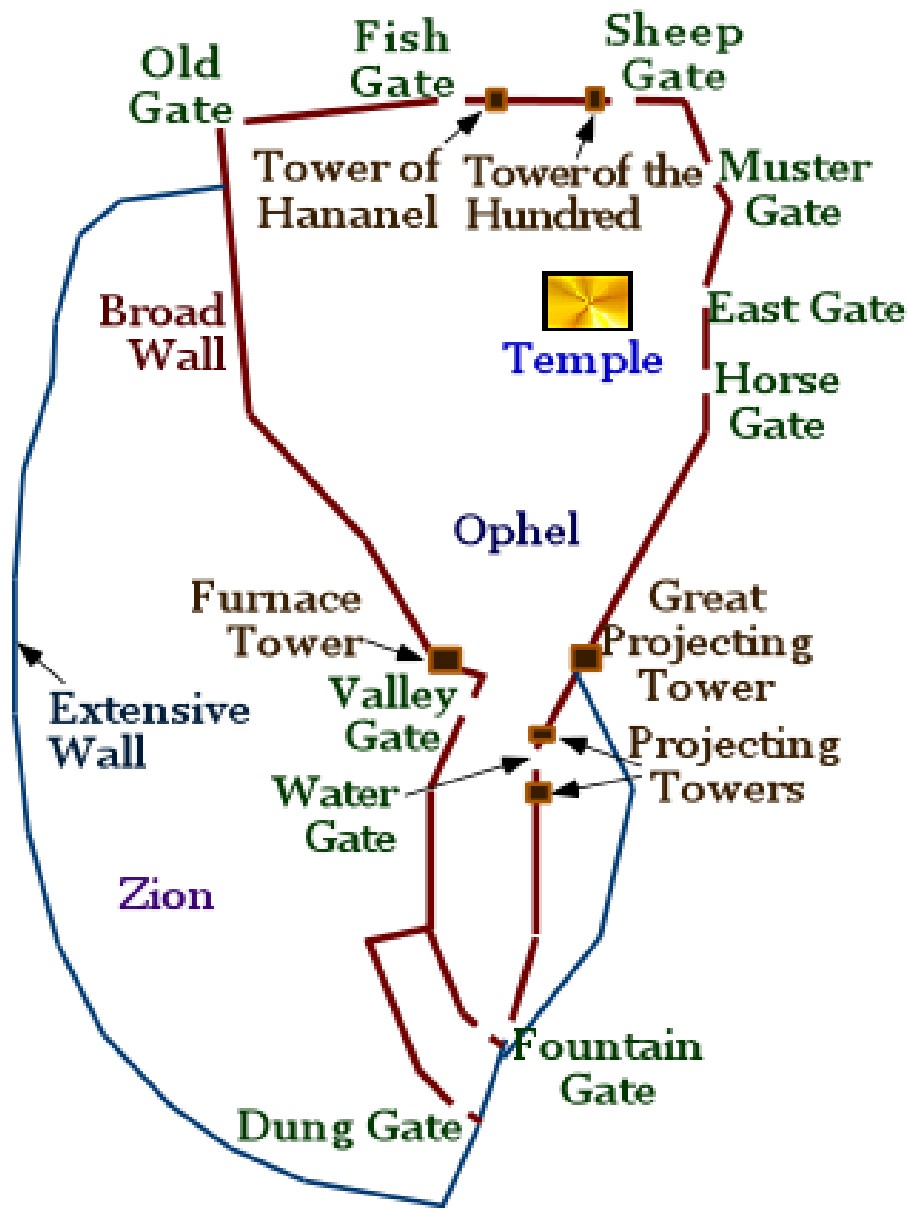 Old
Gate
Fish
Gate
Sheep
Gate
Tower of
Hananel
Tower of the
Hundred
Muster
Gate
Broad
Wall
East Gate
Temple
Horse
Gate
Ophel
Furnace
Tower
Great
Projecting
Tower
Valley
Gate
Extensive
Wall
Projecting
Towers
Water
Gate
Zion
Fountain
Gate
Dung Gate